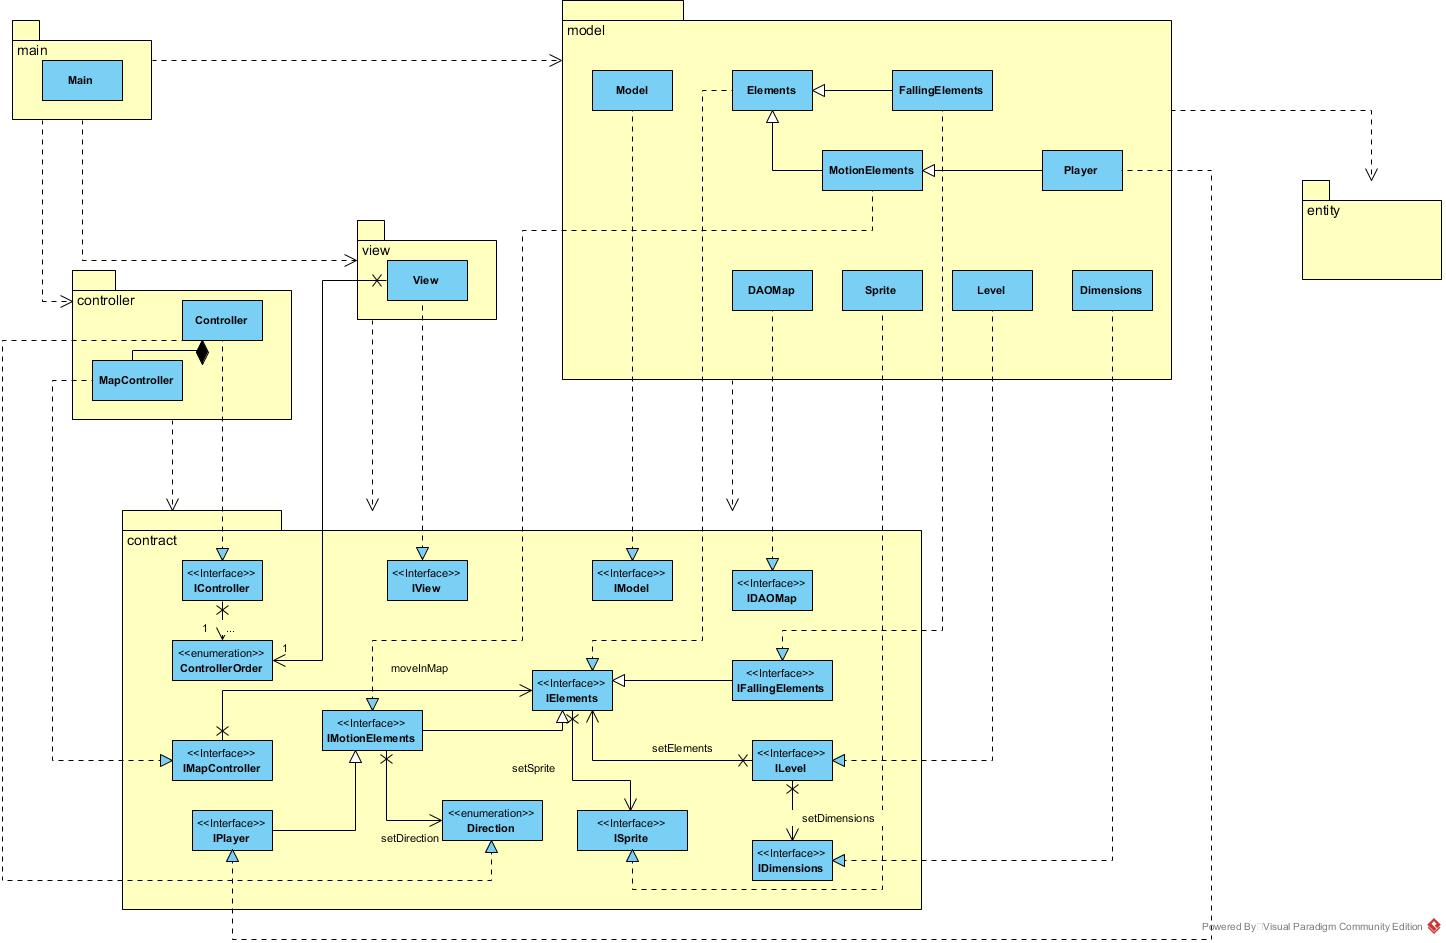 model
main
Main
Model
Elements
FallingElements
MotionElements
Player
entity
view
View
DAOMap
Sprite
Level
Dimensions
controller
Controller
MapController
contract
<<Interface>>
IController
<<Interface>>
IView
<<Interface>>
IModel
<<Interface>>
IDAOMap
1
...
<<enumeration>>
ControllerOrder
1
moveInMap
<<Interface>>
IElements
<<Interface>>
IFallingElements
<<Interface>>
IMotionElements
<<Interface>>
IMapController
setSprite
setElements
<<Interface>>
ILevel
<<Interface>>
IPlayer
<<enumeration>>
Direction
setDirection
<<Interface>>
ISprite
setDimensions
<<Interface>>
IDimensions
Powered By Visual Paradigm Community Edition